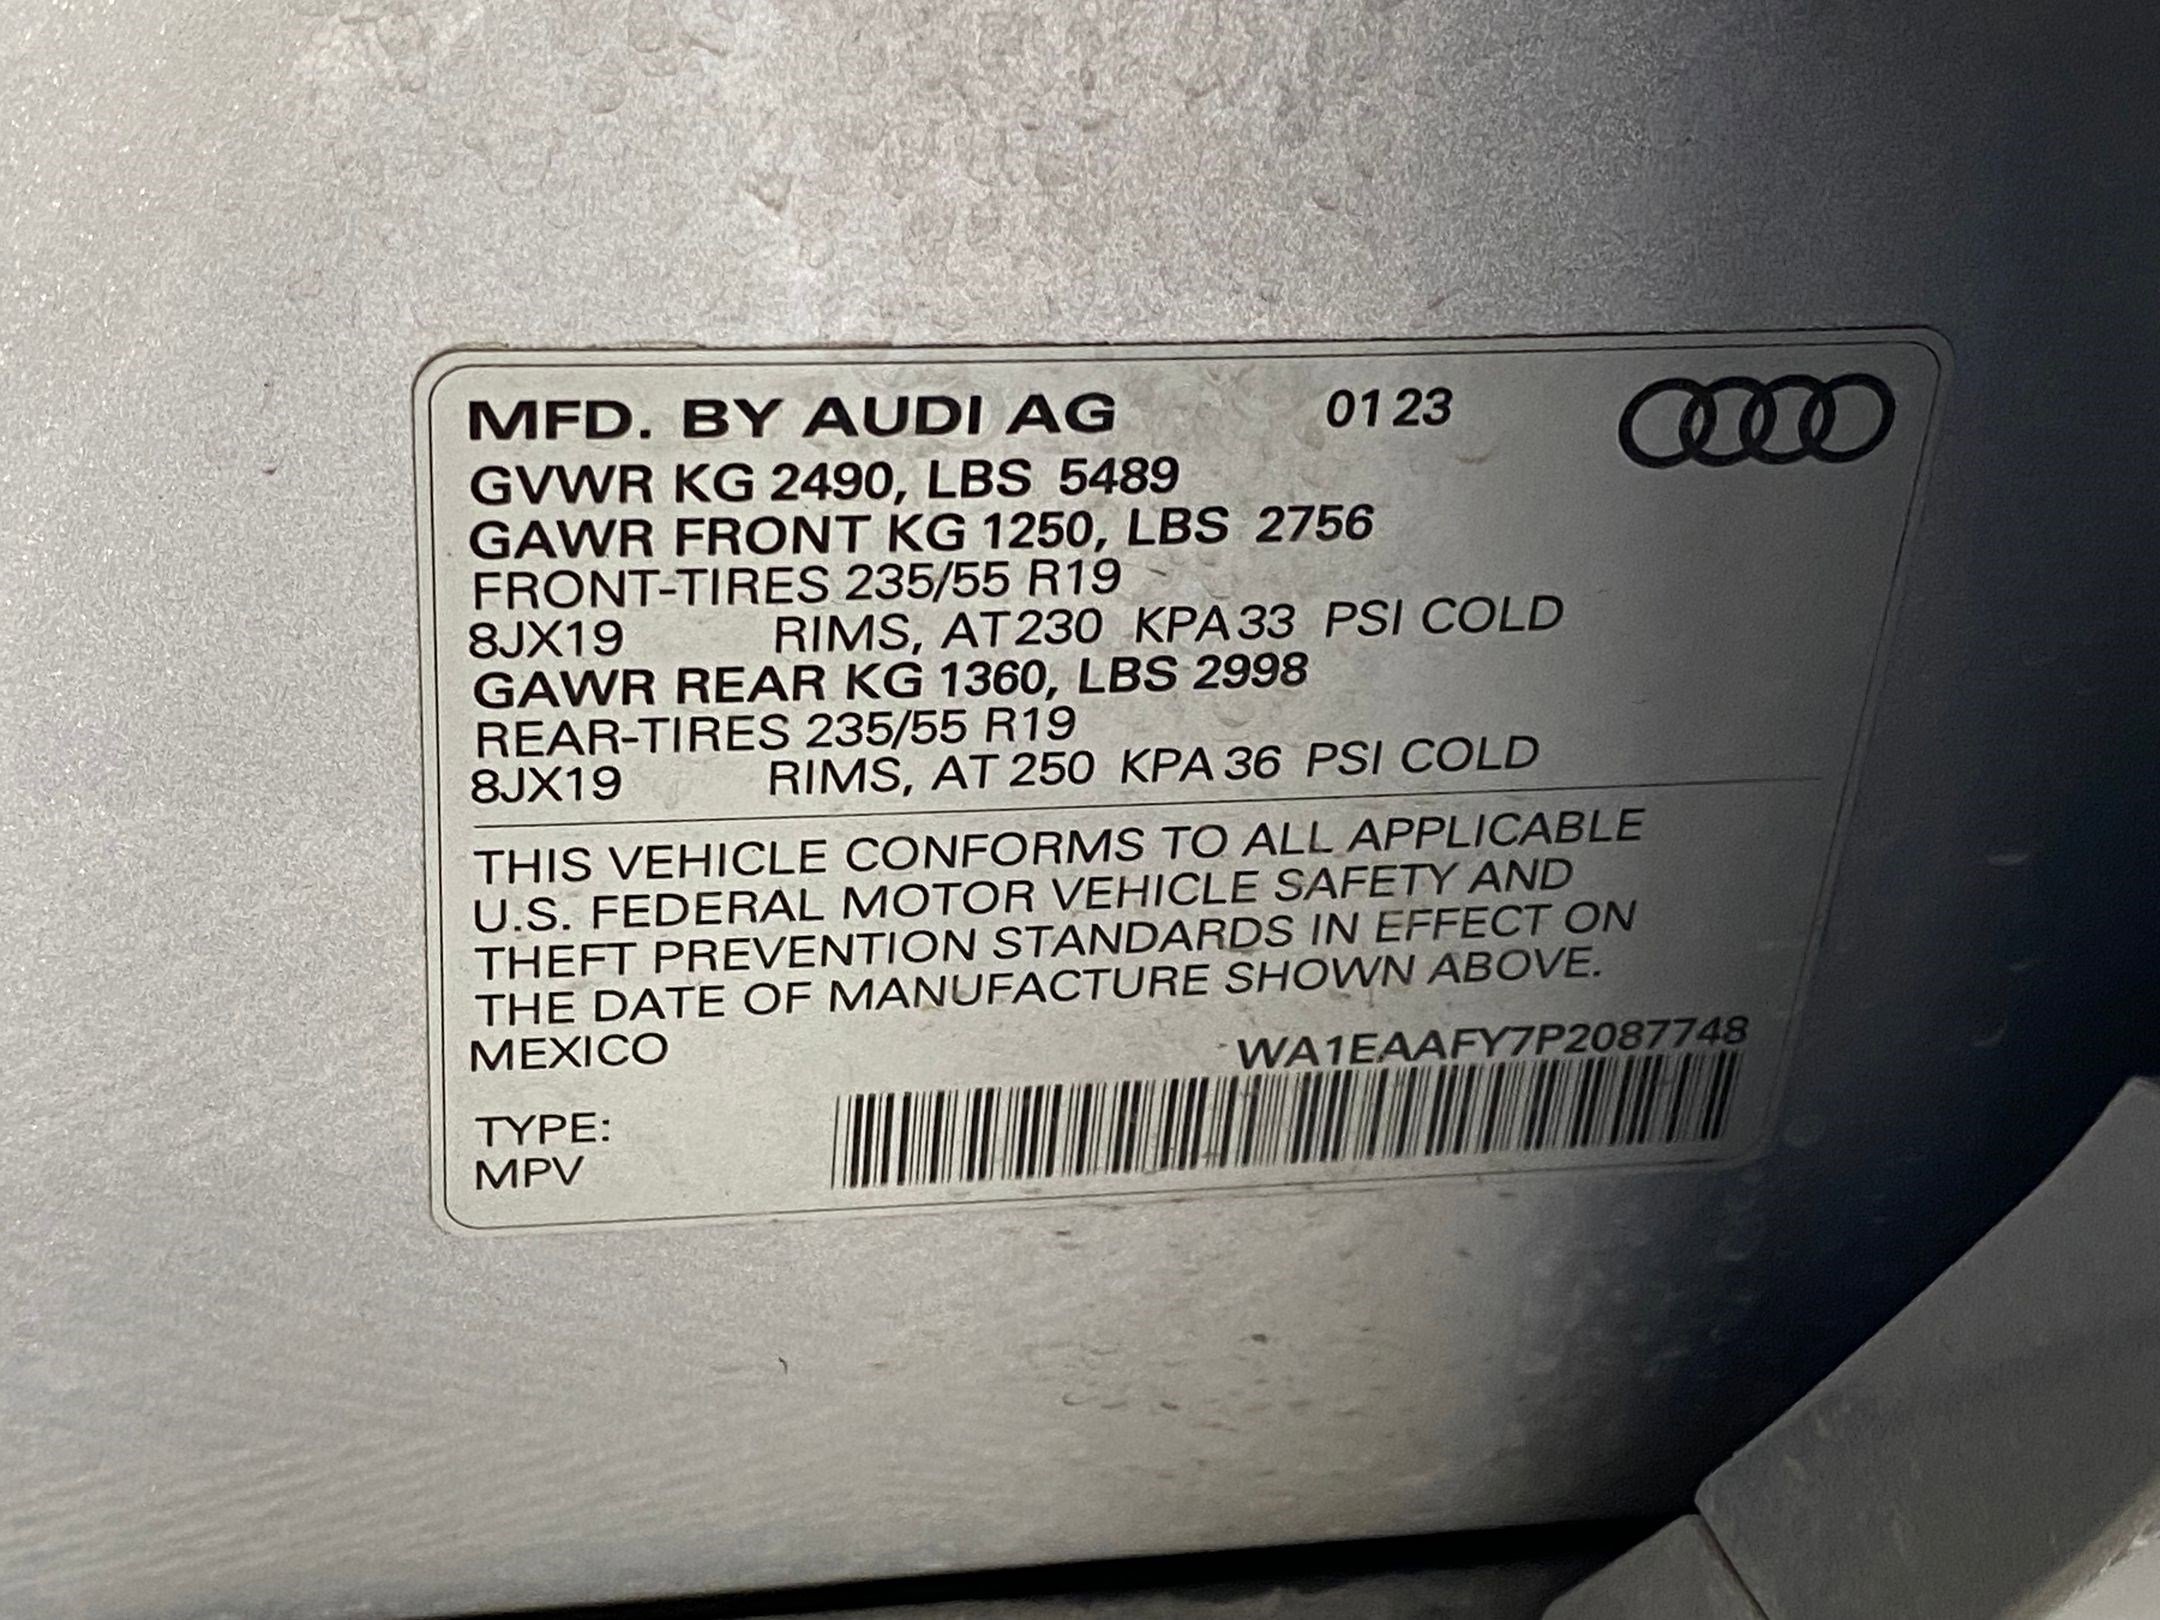 MFD. BY AUDI AG 0123
GVWR KG 2490, LBS 5489
GAWR FRONT KG 1250, LBS 2756
FRONT-TIRES 235/55 R19
8JX19 RIMS, AT 230 KPA 33 PSI COLD
GAWR REAR KG 1360, LBS 2998
REAR-TIRES 235/55 R19
8JX19 RIMS, AT 250 KPA 36 PSI COLD
THIS VEHICLE CONFORMS TO ALL APPLICABLE
U.S. FEDERAL MOTOR VEHICLE SAFETY AND
THEFT PREVENTION STANDARDS IN EFFECT ON
THE DATE OF MANUFACTURE SHOWN ABOVE.
MEXICO WA1EAAFY7P2087748
TYPE:
MPV